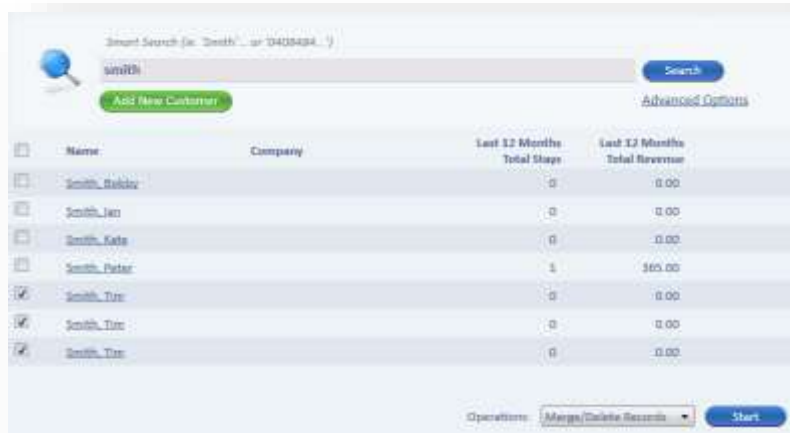 Smart Search (ie. 'Smith'... or '0408484...')
smith
Search
Add New Customer
Advanced Options
Name Company Last 12 Months Total Stays Last 12 Months Total Revenue
Smith, Bobby 0 0.00
Smith, Jan 0 0.00
Smith, Kate 0 0.00
Smith, Peter 1 365.00
Smith, Tim 0 0.00
Smith, Tim 0 0.00
Smith, Tim 0 0.00
Operations: Merge/Delete Records Start